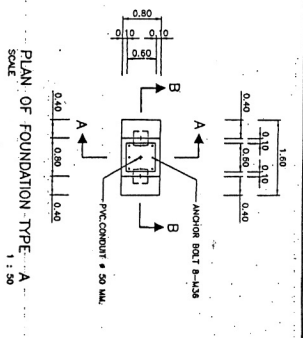 0.80
0.10
0.10
0.60
B
B
A
A
0.40
0.80
0.40
1.60
0.40
0.10
0.60
0.10
0.40
ANCHOR BOLT 8-M36
PVC.CONDUIT ø 50 MM.
PLAN OF FOUNDATION TYPE A
SCALE 1 : 50